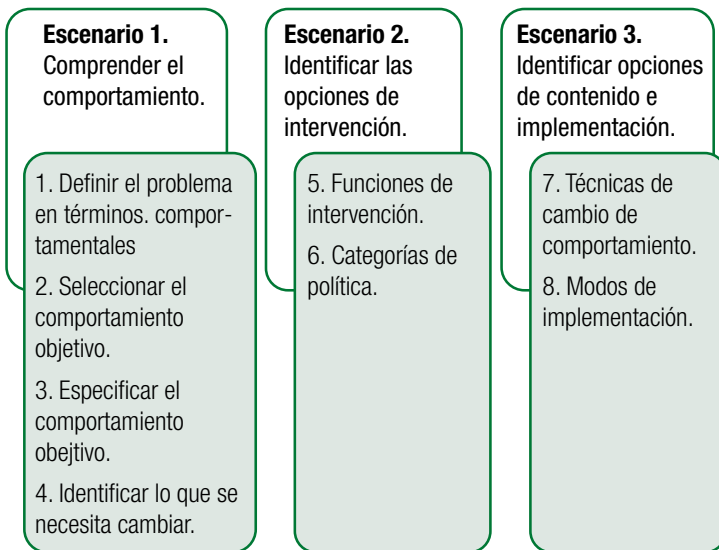 Escenario 1.
Comprender el
comportamiento.
1. Definir el problema
en términos. compor-
tamentales
2. Seleccionar el
comportamiento
objetivo.
3. Especificar el
comportamiento
obejtivo.
4. Identificar lo que se
necesita cambiar.
Escenario 2.
Identificar las
opciones de
intervención.
5. Funciones de
intervención.
6. Categorías de
política.
Escenario 3.
Identificar opciones
de contenido e
implementación.
7. Técnicas de
cambio de
comportamiento.
8. Modos de
implementación.